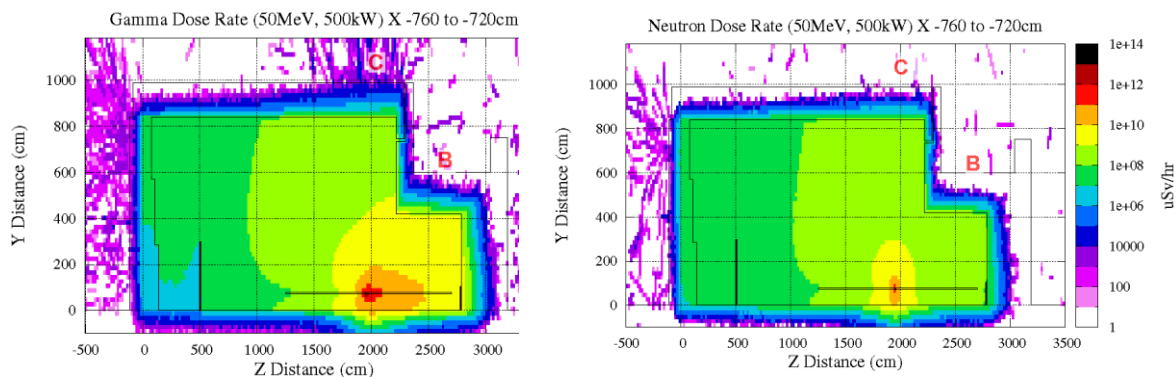 Gamma Dose Rate (50MeV, 500kW) X -760 to -720cm
C
B
1000
800
600
400
200
0
Y Distance (cm)
-500 0 500 1000 1500 2000 2500 3000
Z Distance (cm)
Neutron Dose Rate (50MeV, 500kW) X -760 to -720cm
C
B
1000
800
600
400
200
0
Y Distance (cm)
-500 0 500 1000 1500 2000 2500 3000 3500
Z Distance (cm)
1e+14
1e+12
1e+10
1e+08
1e+06
10000
100
1
uSv/hr